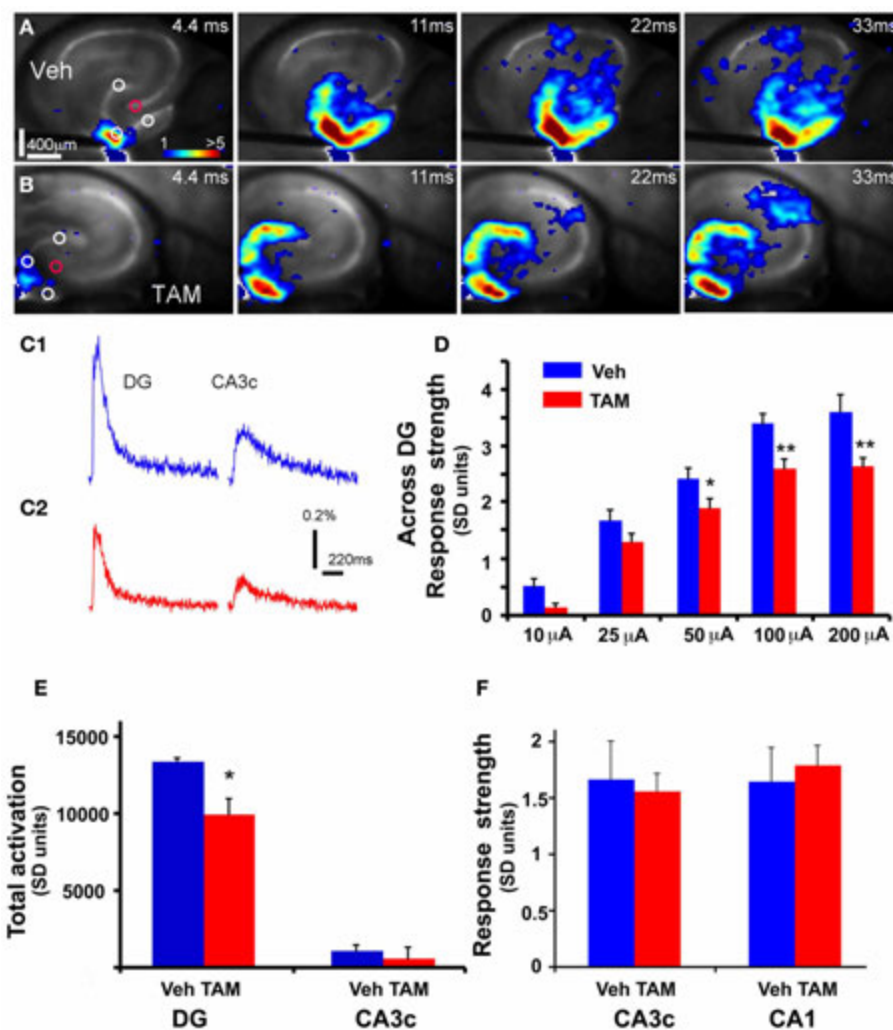 A
4.4 ms
11ms
22ms
33ms
Veh
400µm
1 >5
B
4.4 ms
11ms
22ms
33ms
TAM
C1
DG
CA3c
C2
0.2%
220ms
D
Veh
TAM
Across DG
Response strength
(SD units)
4
3
2
1
0
*
**
**
10 µA
25 µA
50 µA
100 µA
200 µA
E
Total activation
(SD units)
15000
10000
5000
*
Veh TAM
Veh TAM
DG
CA3c
F
Response strength
(SD units)
2
1.5
1
0.5
0
Veh TAM
Veh TAM
CA3c
CA1